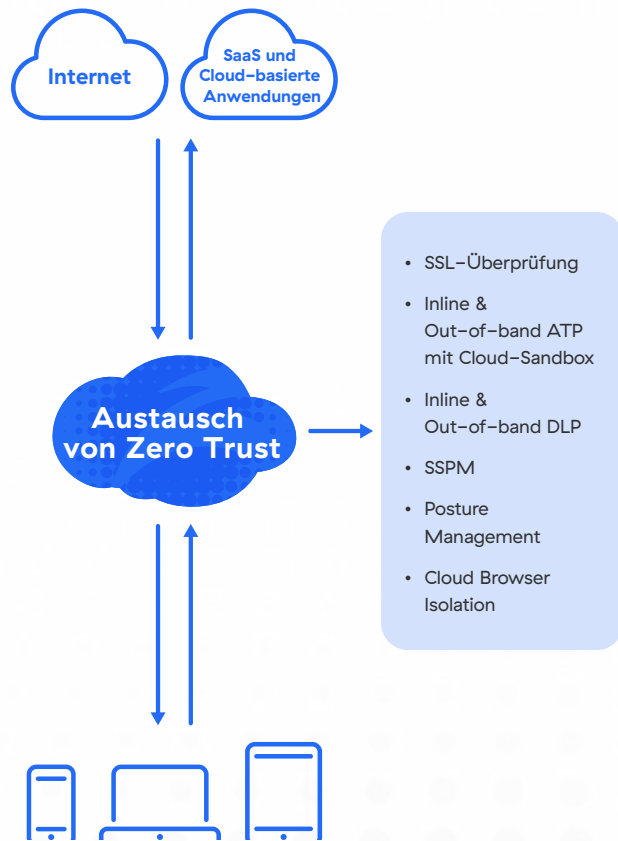 Internet
SaaS und
Cloud-basierte
Anwendungen
Austausch
von Zero Trust
• SSL-Überprüfung
• Inline &
Out-of-band ATP
mit Cloud-Sandbox
• Inline &
Out-of-band DLP
• SSPM
• Posture
Management
• Cloud Browser
Isolation